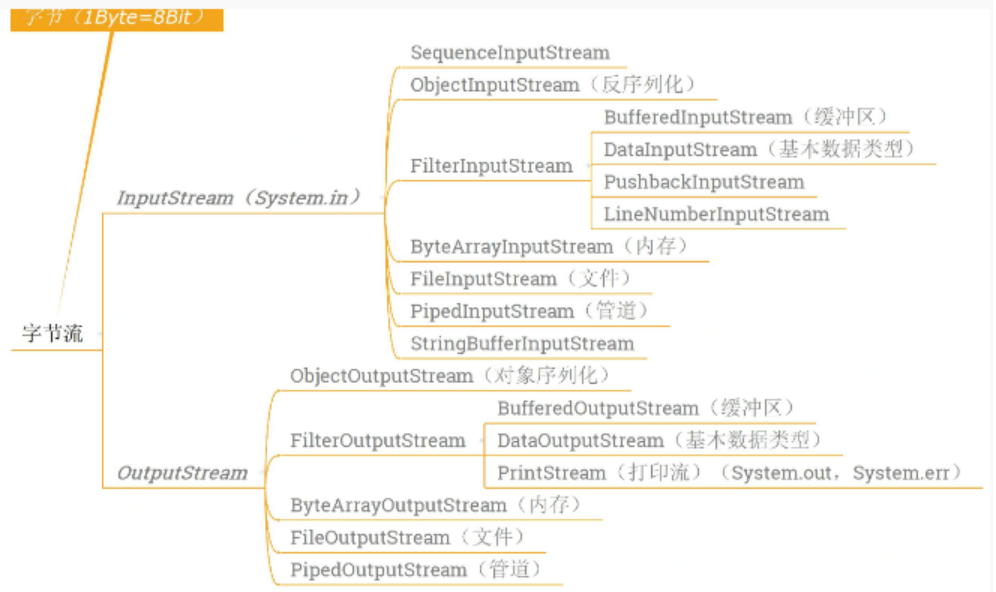 字节（1Byte=8Bit）
SequenceInputStream
ObjectInputStream（反序列化）
BufferedInputStream（缓冲区）
FilterInputStream
DataInputStream（基本数据类型）
PushbackInputStream
InputStream（System.in）
LineNumberInputStream
ByteArrayInputStream（内存）
FileInputStream（文件）
PipedInputStream（管道）
字节流
StringBufferInputStream
ObjectOutputStream（对象序列化）
BufferedOutputStream（缓冲区）
FilterOutputStream
DataOutputStream（基本数据类型）
OutputStream
PrintStream（打印流）（System.out，System.err）
ByteArrayOutputStream（内存）
FileOutputStream（文件）
PipedOutputStream（管道）